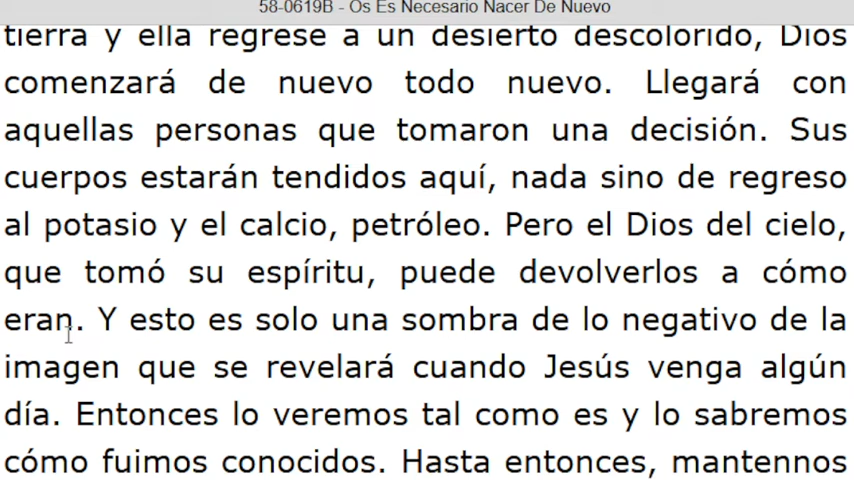 58-0619B - Os Es Necesario Nacer De Nuevo
tierra y ella regrese a un desierto descolorido, Dios
comenzará de nuevo todo nuevo. Llegará con
aquellas personas que tomaron una decisión. Sus
cuerpos estarán tendidos aquí, nada sino de regreso
al potasio y el calcio, petróleo. Pero el Dios del cielo,
que tomó su espíritu, puede devolverlos a cómo
eran. Y esto es solo una sombra de lo negativo de la
imagen que se revelará cuando Jesús venga algún
día. Entonces lo veremos tal como es y lo sabremos
cómo fuimos conocidos. Hasta entonces, mantennos